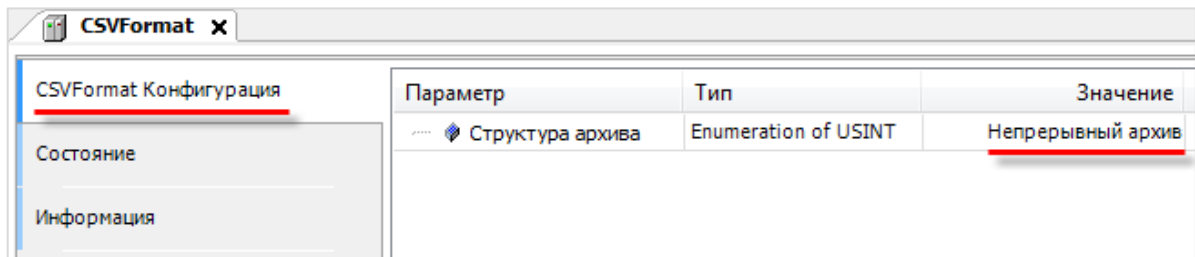 CSVFormat x
CSVFormat Конфигурация
Параметр Тип Значение
Структура архива Enumeration of USINT Непрерывный архив
Состояние
Информация